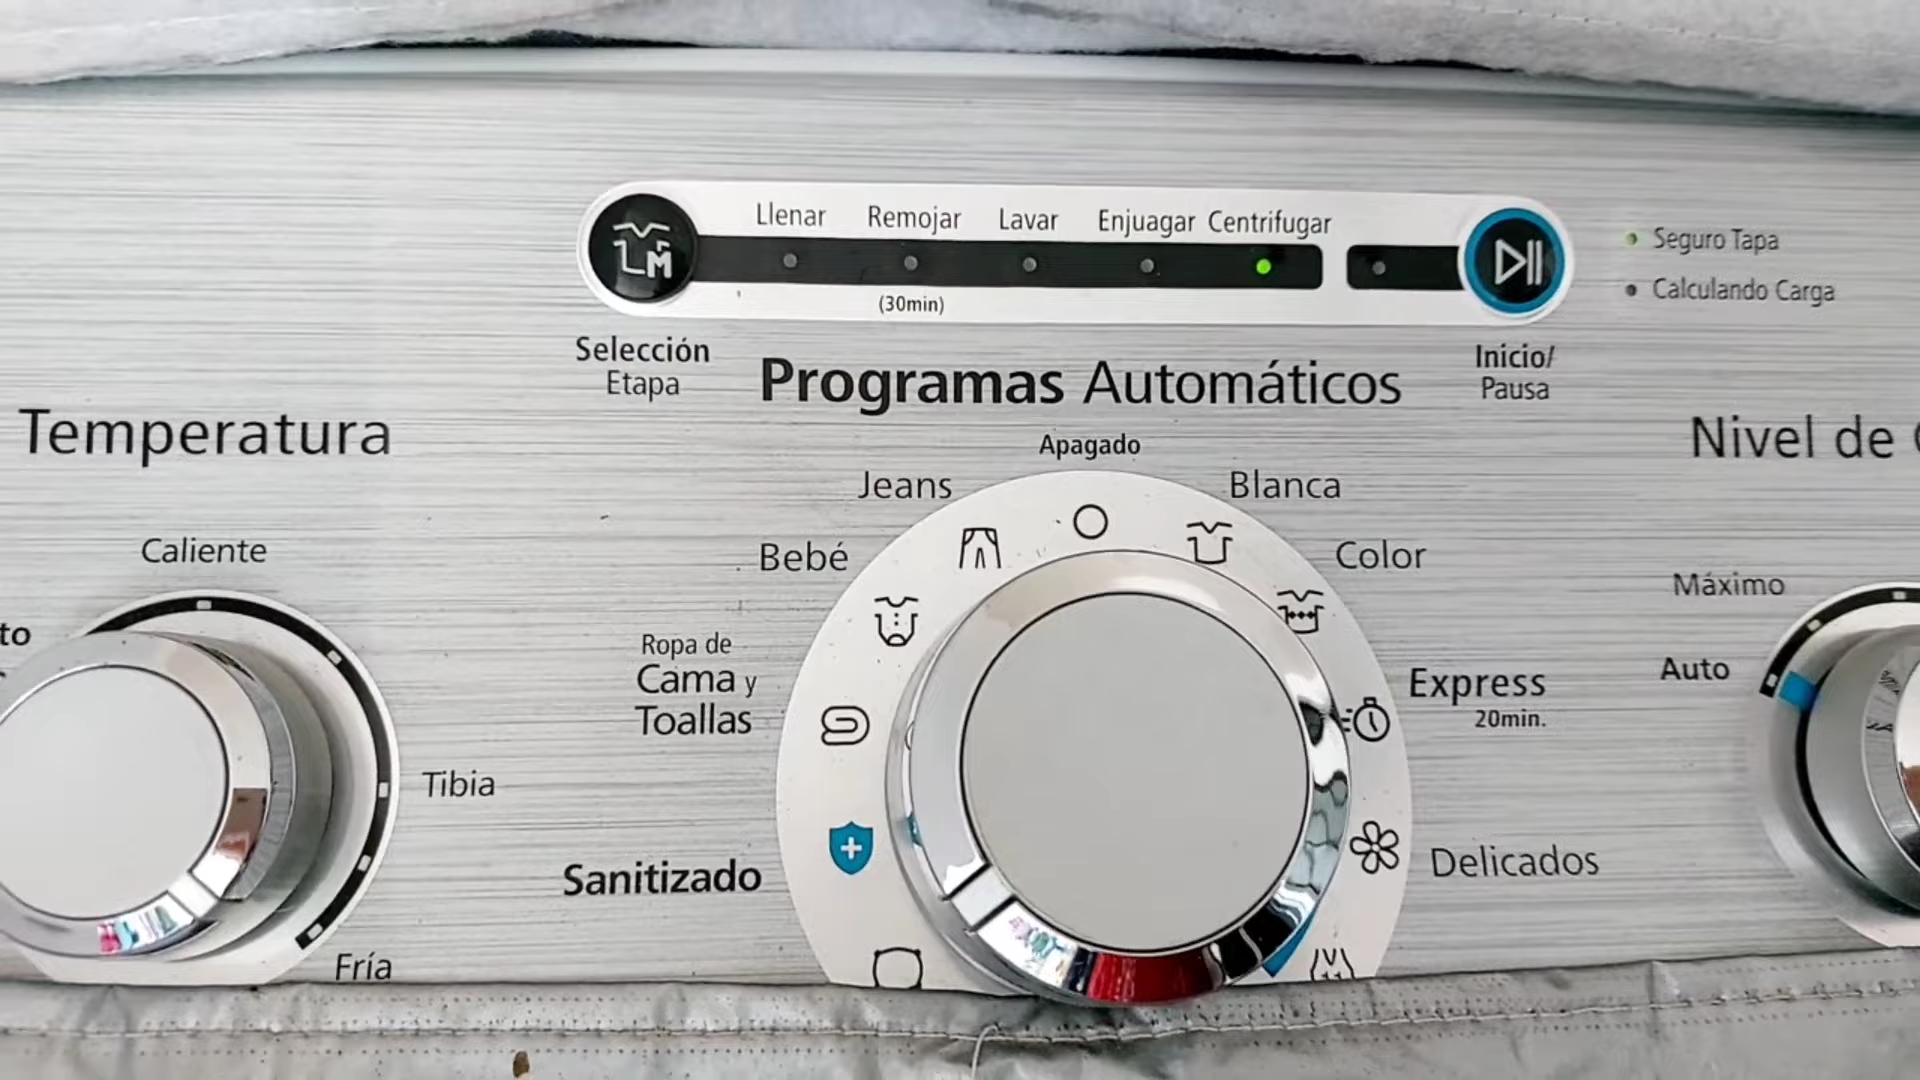 Llenar Remojar Lavar Enjuagar Centrifugar
(30min)
Seguro Tapa
Calculando Carga
Selección
Etapa
Inicio/
Pausa
Programas Automáticos
Temperatura
Nivel de
Apagado
Jeans
Blanca
Bebé
Color
Caliente
Máximo
to
Ropa de
Cama y
Toallas
Express
20min.
Auto
Tibia
Sanitizado
Delicados
Fría